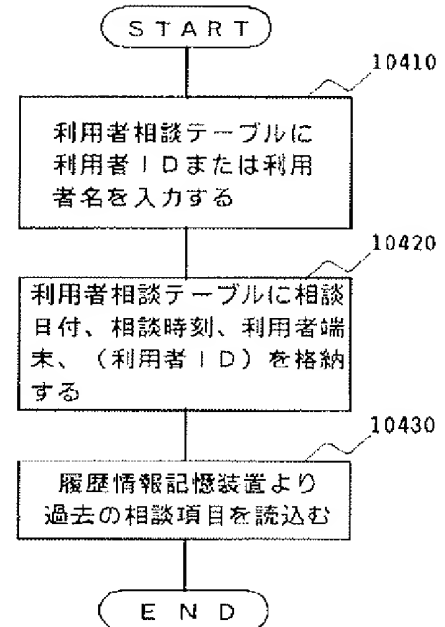 ＳＴＡＲＴ
10410
利用者相談テーブルに
利用者ＩＤまたは利用
者名を入力する
10420
利用者相談テーブルに相談
日付、相談時刻、利用者端
末、（利用者ＩＤ）を格納
する
10430
履歴情報記憶装置より
過去の相談項目を読込む
ＥＮＤ